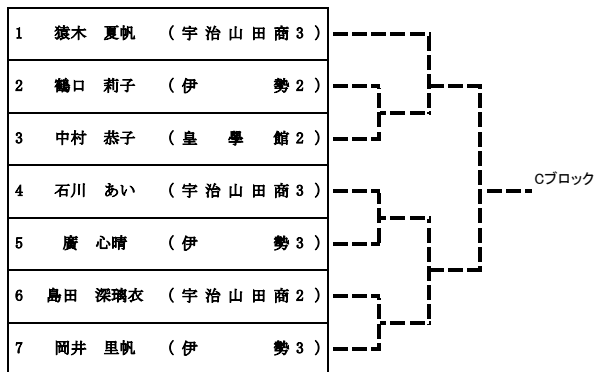 1 猿木 夏帆 (宇治山田商3)
2 鶴口 莉子 (伊勢2)
3 中村 恭子 (皇學館2)
4 石川 あい (宇治山田商3)
Cブロック
5 廣 心晴 (伊勢3)
6 島田 深璃衣 (宇治山田商2)
7 岡井 里帆 (伊勢3)